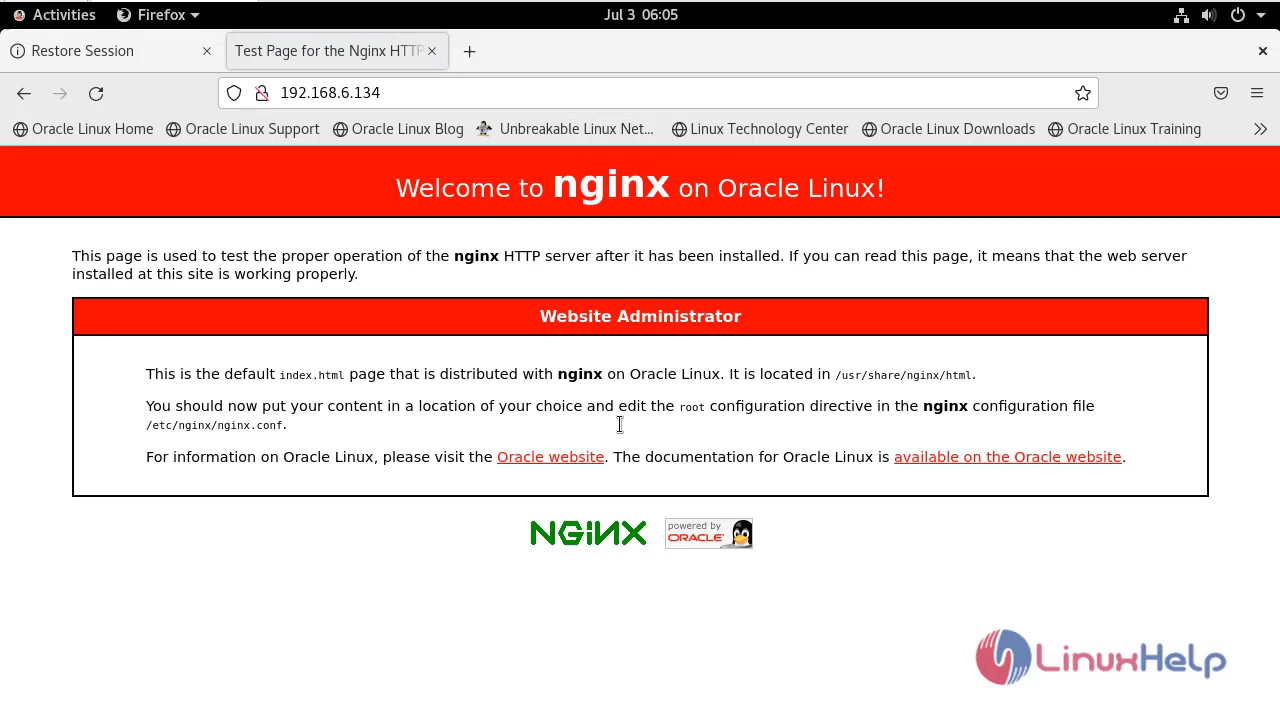 Activities Firefox Jul 3 06:05
Restore Session Test Page for the Nginx HTTP
192.168.6.134
Oracle Linux Home Oracle Linux Support Oracle Linux Blog Unbreakable Linux Net... Linux Technology Center Oracle Linux Downloads Oracle Linux Training
Welcome to nginx on Oracle Linux!
This page is used to test the proper operation of the nginx HTTP server after it has been installed. If you can read this page, it means that the web server
installed at this site is working properly.
Website Administrator
This is the default index.html page that is distributed with nginx on Oracle Linux. It is located in /usr/share/nginx/html.
You should now put your content in a location of your choice and edit the root configuration directive in the nginx configuration file
/etc/nginx/nginx.conf.
For information on Oracle Linux, please visit the Oracle website. The documentation for Oracle Linux is available on the Oracle website.
NGINX powered by
ORACLE
LinuxHelp